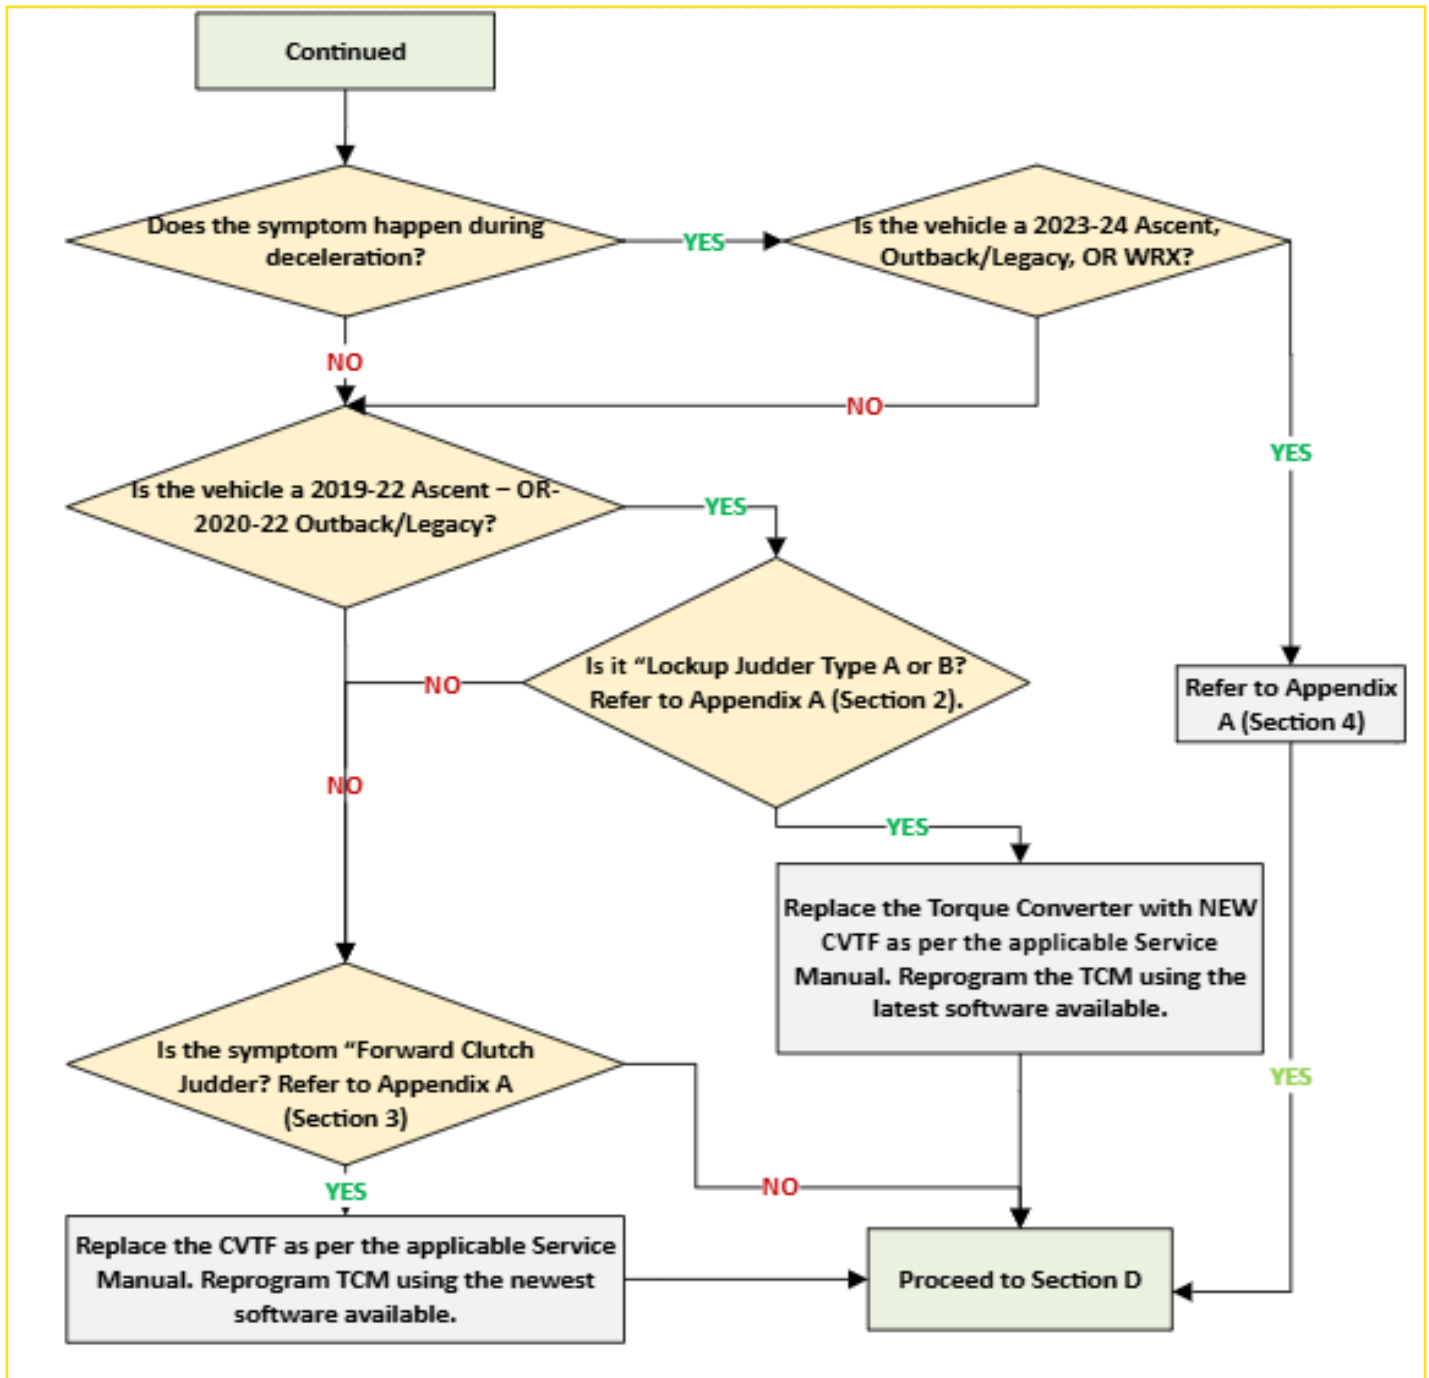 Continued
Does the symptom happen during
deceleration?
YES
Is the vehicle a 2023-24 Ascent,
Outback/Legacy, OR WRX?
NO
NO
YES
Is the vehicle a 2019-22 Ascent – OR-
2020-22 Outback/Legacy?
YES
Is it “Lockup Judder Type A or B?
Refer to Appendix A (Section 2).
NO
Refer to Appendix
A (Section 4)
NO
YES
Replace the Torque Converter with NEW
CVTF as per the applicable Service
Manual. Reprogram the TCM using the
latest software available.
Is the symptom “Forward Clutch
Judder? Refer to Appendix A
(Section 3)
YES
NO
YES
Replace the CVTF as per the applicable Service
Manual. Reprogram TCM using the newest
software available.
Proceed to Section D